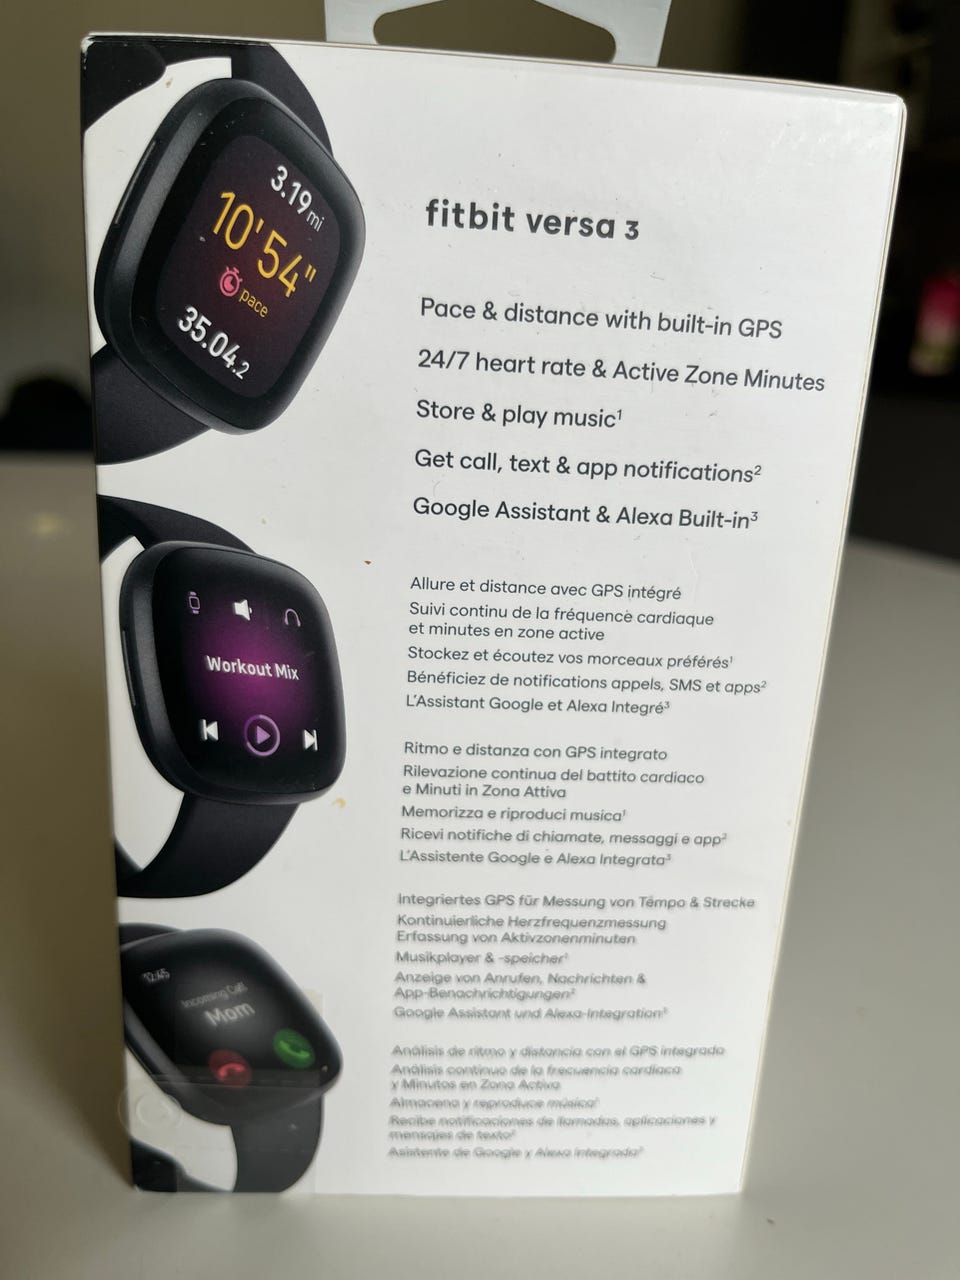 3.19 mi
10'54"
pace
35.04.2
fitbit versa 3
Pace & distance with built-in GPS
24/7 heart rate & Active Zone Minutes
Store & play music¹
Get call, text & app notifications²
Google Assistant & Alexa Built-in³
Workout Mix
Allure et distance avec GPS intégré
Suivi continu de la fréquence cardiaque
et minutes en zone active
Stockez et écoutez vos morceaux préférés¹
Bénéficiez de notifications appels, SMS et apps²
L'Assistant Google et Alexa Intégré³
Ritmo e distanza con GPS integrato
Rilevazione continua del battito cardiaco
e Minuti in Zona Attiva
Memorizza e riproduci musica¹
Ricevi notifiche di chiamate, messaggi e app²
L'Assistente Google e Alexa Integrata³
12:45
Incoming Call
Mom
Integriertes GPS für Messung von Tempo & Strecke
Kontinuierliche Herzfrequenzmessung
Erfassung von Aktivzonenminuten
Musikplayer & -speicher¹
Anzeige von Anrufen, Nachrichten &
App-Benachrichtigungen²
Google Assistant und Alexa-Integration³
Análisis de ritmo y distancia con el GPS integrado
Análisis continuo de la frecuencia cardíaca
y Minutos en Zona Activa
Almacena y reproduce música¹
Recibe notificaciones de llamadas, aplicaciones y
mensajes de texto²
Asistente de Google y Alexa integrada³